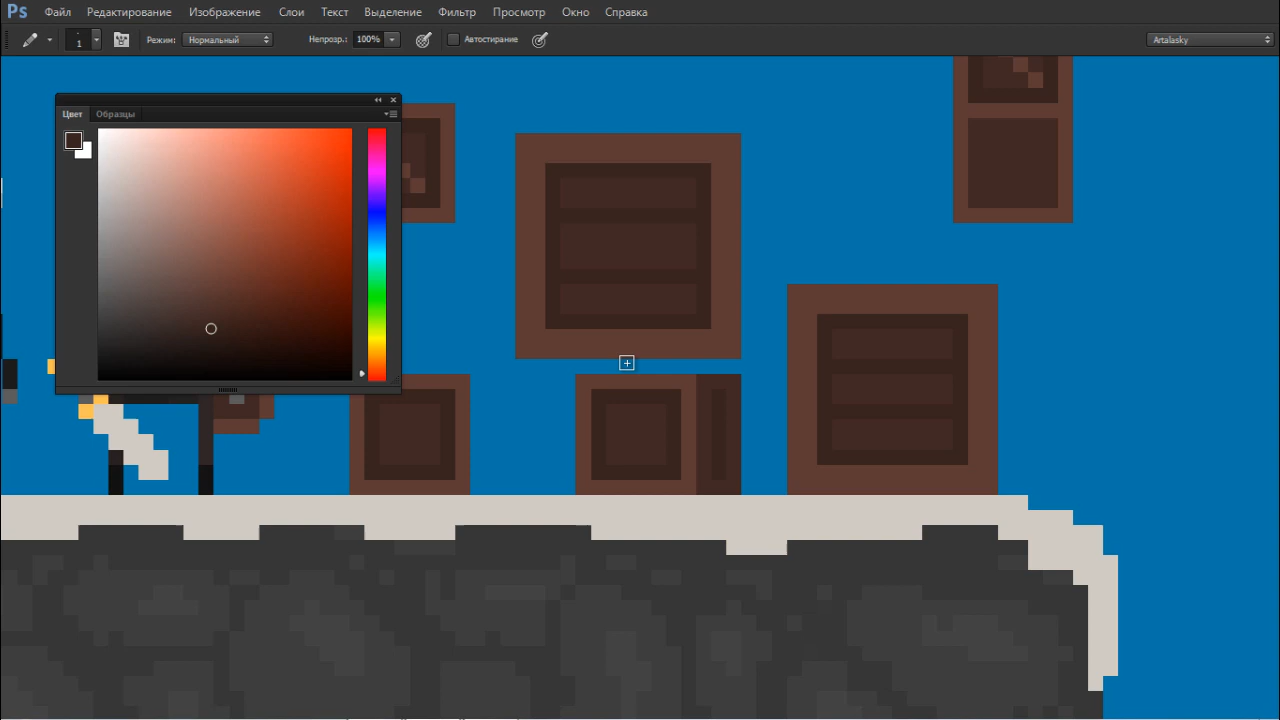 Ps Файл Редактирование Изображение Слои Текст Выделение Фильтр Просмотр Окно Справка
1 Режим: Нормальный Непрозр.: 100% Автостирание Artalasky
Цвет Образцы